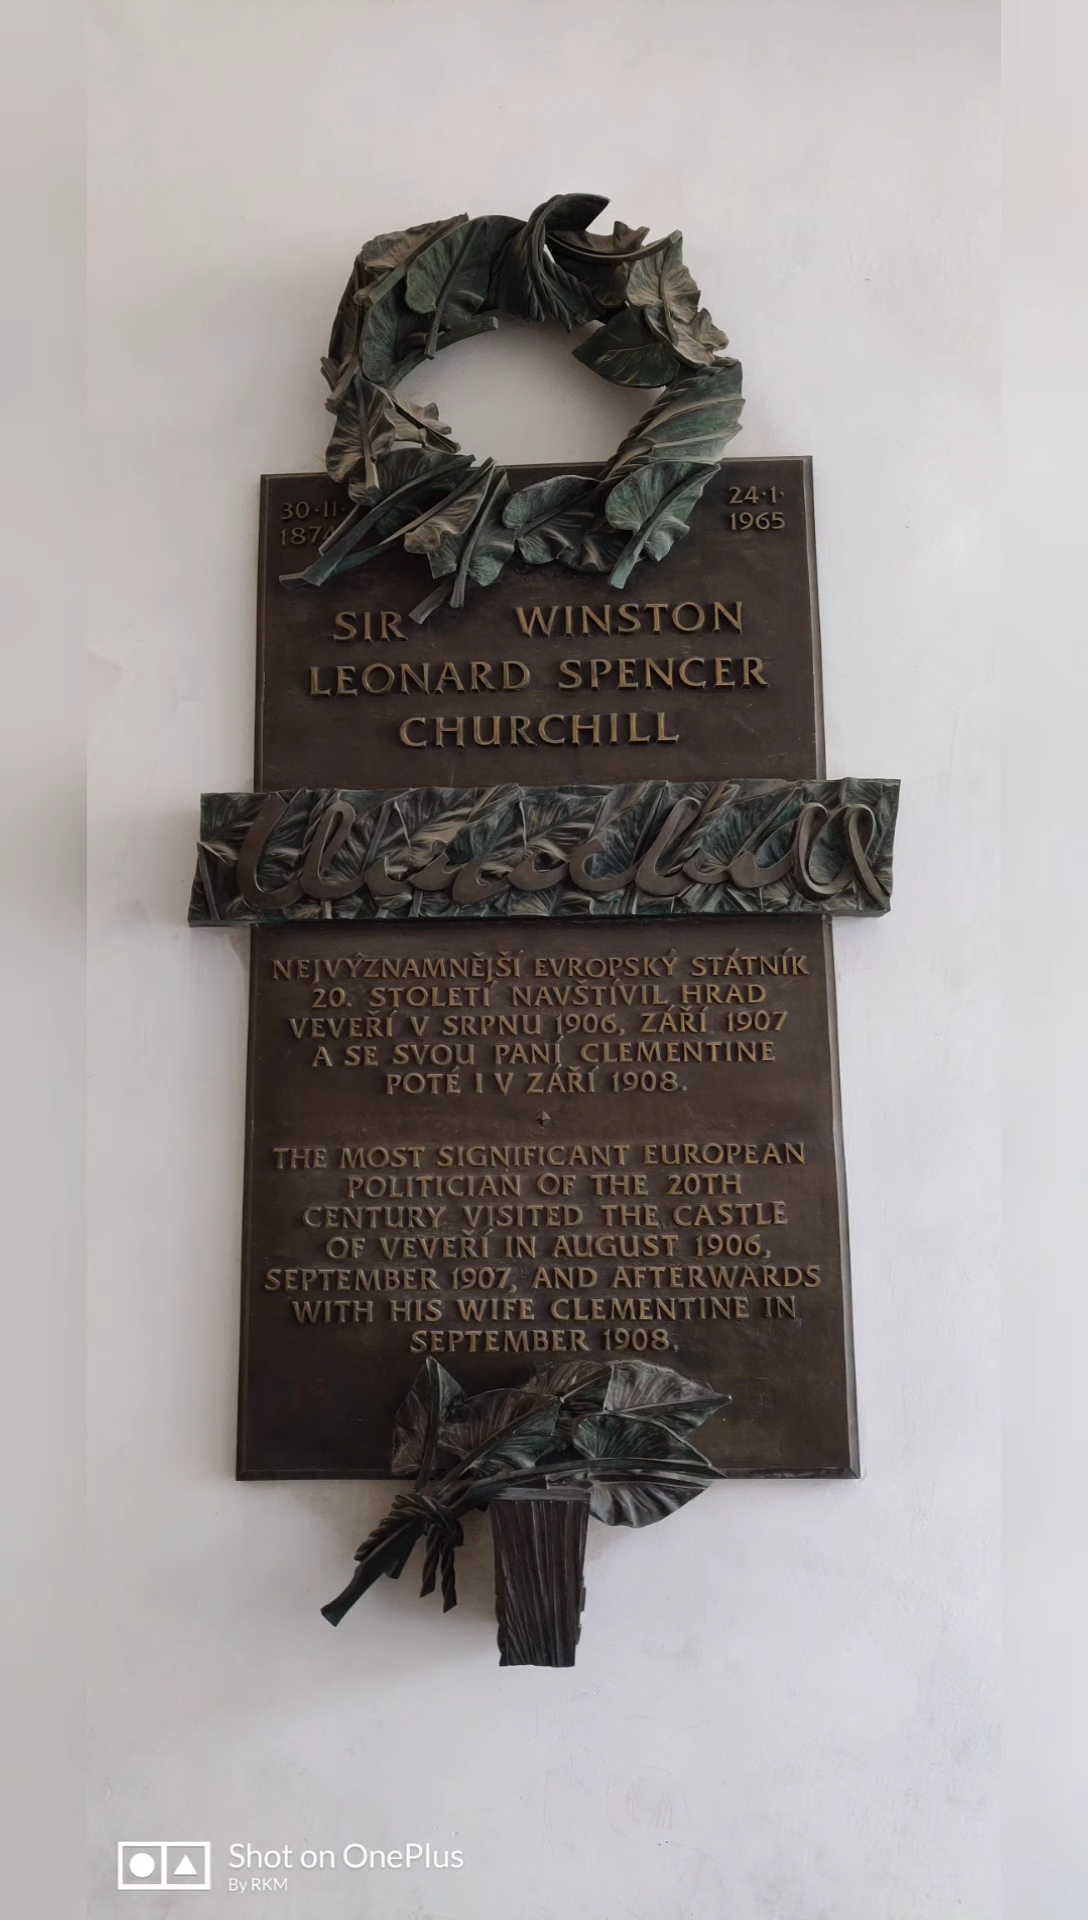 30·11·
1874
24·1·
1965
SIR WINSTON
LEONARD SPENCER
CHURCHILL
Churchill
NEJVÝZNAMNĚJŠÍ EVROPSKÝ STÁTNÍK
20. STOLETÍ NAVŠTÍVIL HRAD
VEVEŘÍ V SRPNU 1906, ZÁŘÍ 1907
A SE SVOU PANÍ CLEMENTINE
POTÉ I V ZÁŘÍ 1908.
THE MOST SIGNIFICANT EUROPEAN
POLITICIAN OF THE 20TH
CENTURY VISITED THE CASTLE
OF VEVEŘÍ IN AUGUST 1906,
SEPTEMBER 1907, AND AFTERWARDS
WITH HIS WIFE CLEMENTINE IN
SEPTEMBER 1908.
Shot on OnePlus
By RKM